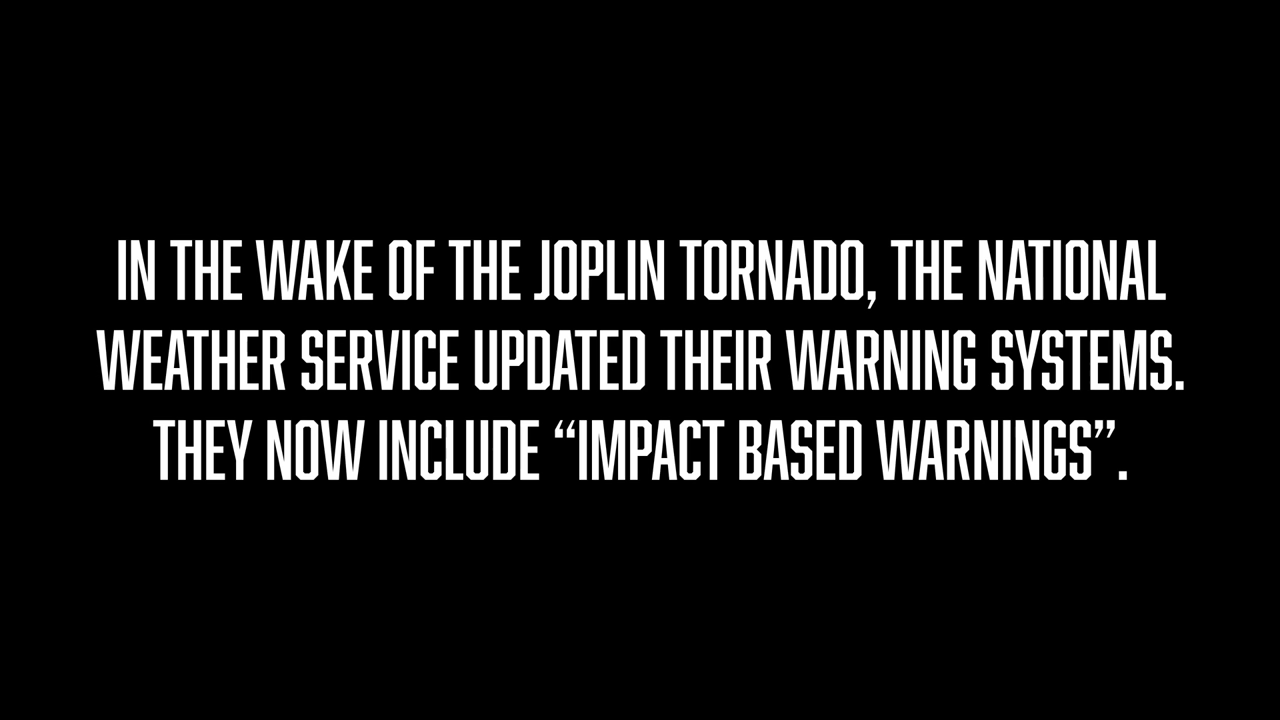 IN THE WAKE OF THE JOPLIN TORNADO, THE NATIONAL
WEATHER SERVICE UPDATED THEIR WARNING SYSTEMS.
THEY NOW INCLUDE “IMPACT BASED WARNINGS”.